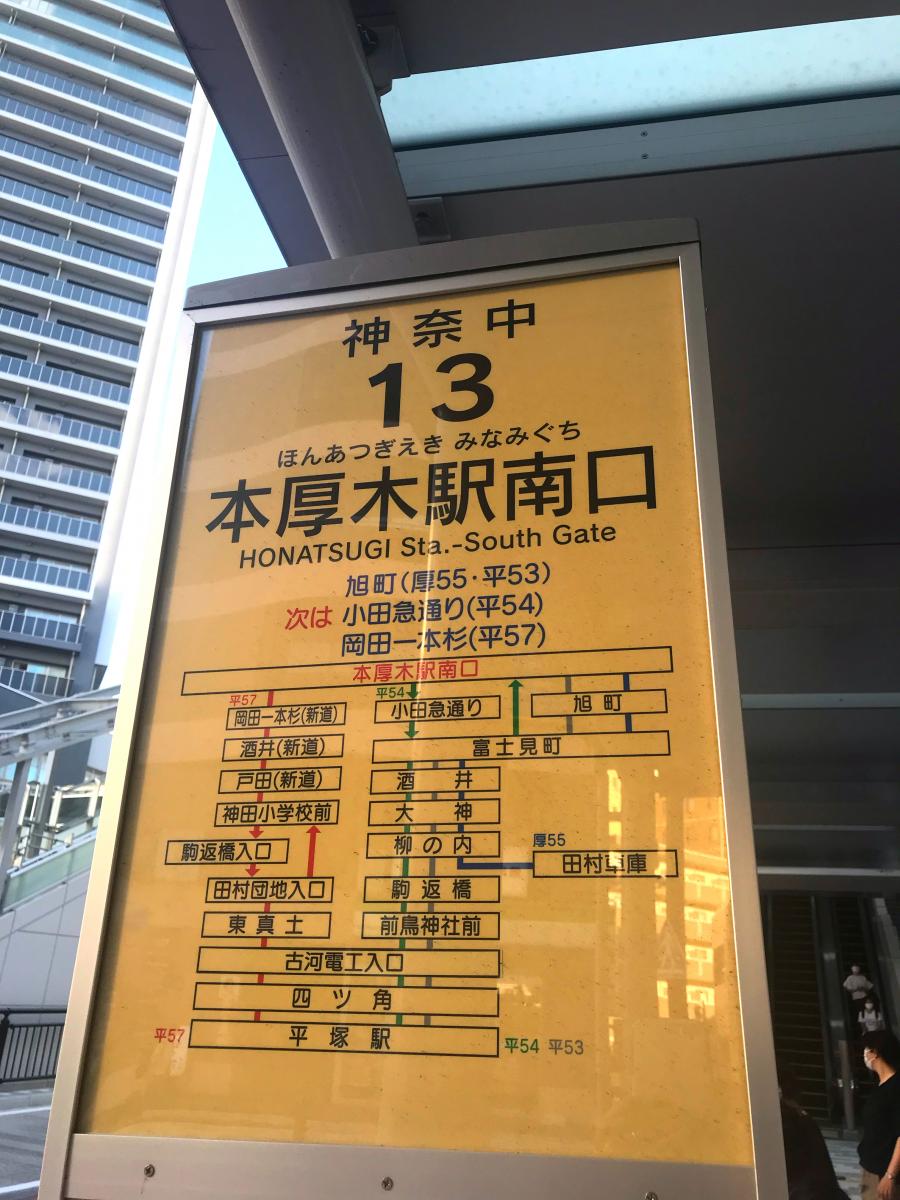 神奈中
13
ほんあつぎえき みなみぐち
本厚木駅南口
HONATSUGI Sta.-South Gate
旭町(厚55・平53)
次は 小田急通り(平54)
岡田一本杉(平57)
本厚木駅南口
平57 平54
岡田一本杉(新道) 小田急通り 旭町
酒井(新道) 富士見町
戸田(新道) 酒井
神田小学校前 大神
厚55
駒返橋入口 柳の内 田村車庫
田村団地入口 駒返橋
東真土 前鳥神社前
古河電工入口
四ツ角
平57 平塚駅 平54 平53